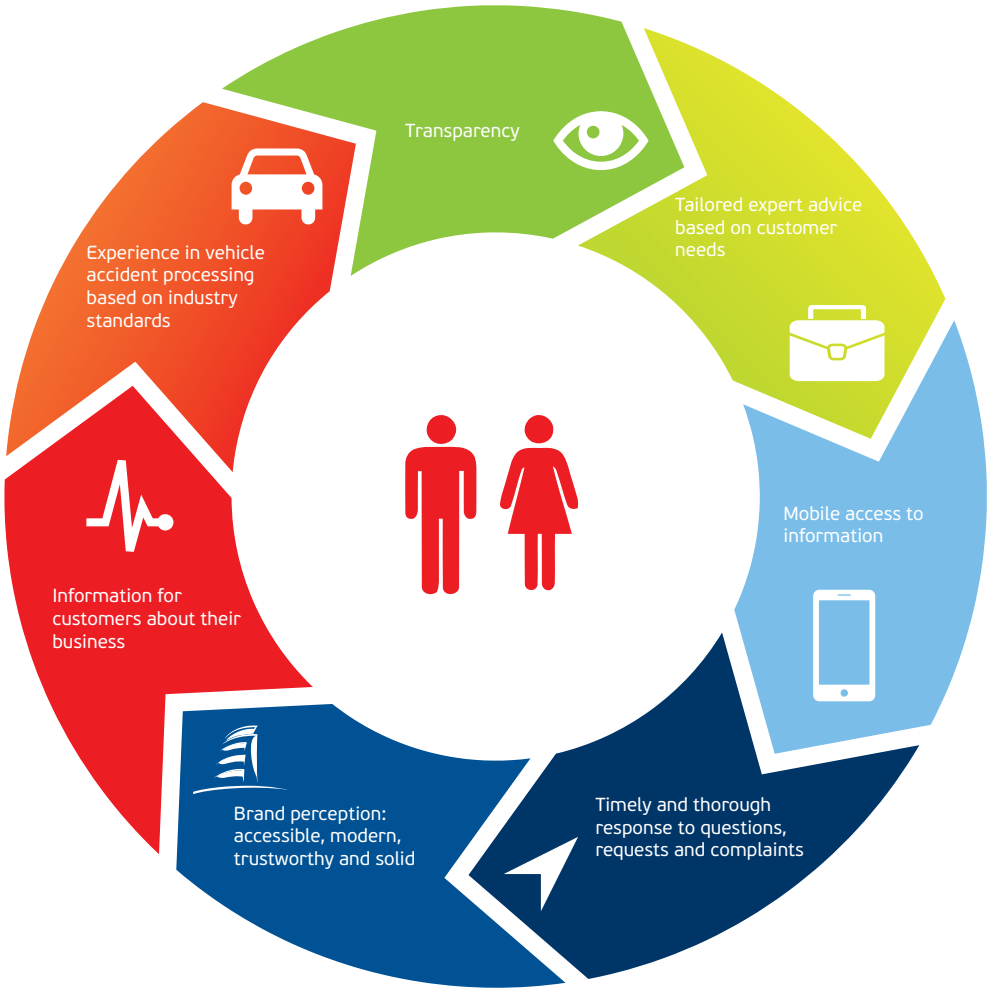 Transparency
Tailored expert advice
based on customer
needs
Mobile access to
information
Timely and thorough
response to questions,
requests and complaints
Brand perception:
accessible, modern,
trustworthy and solid
Information for
customers about their
business
Experience in vehicle
accident processing
based on industry
standards